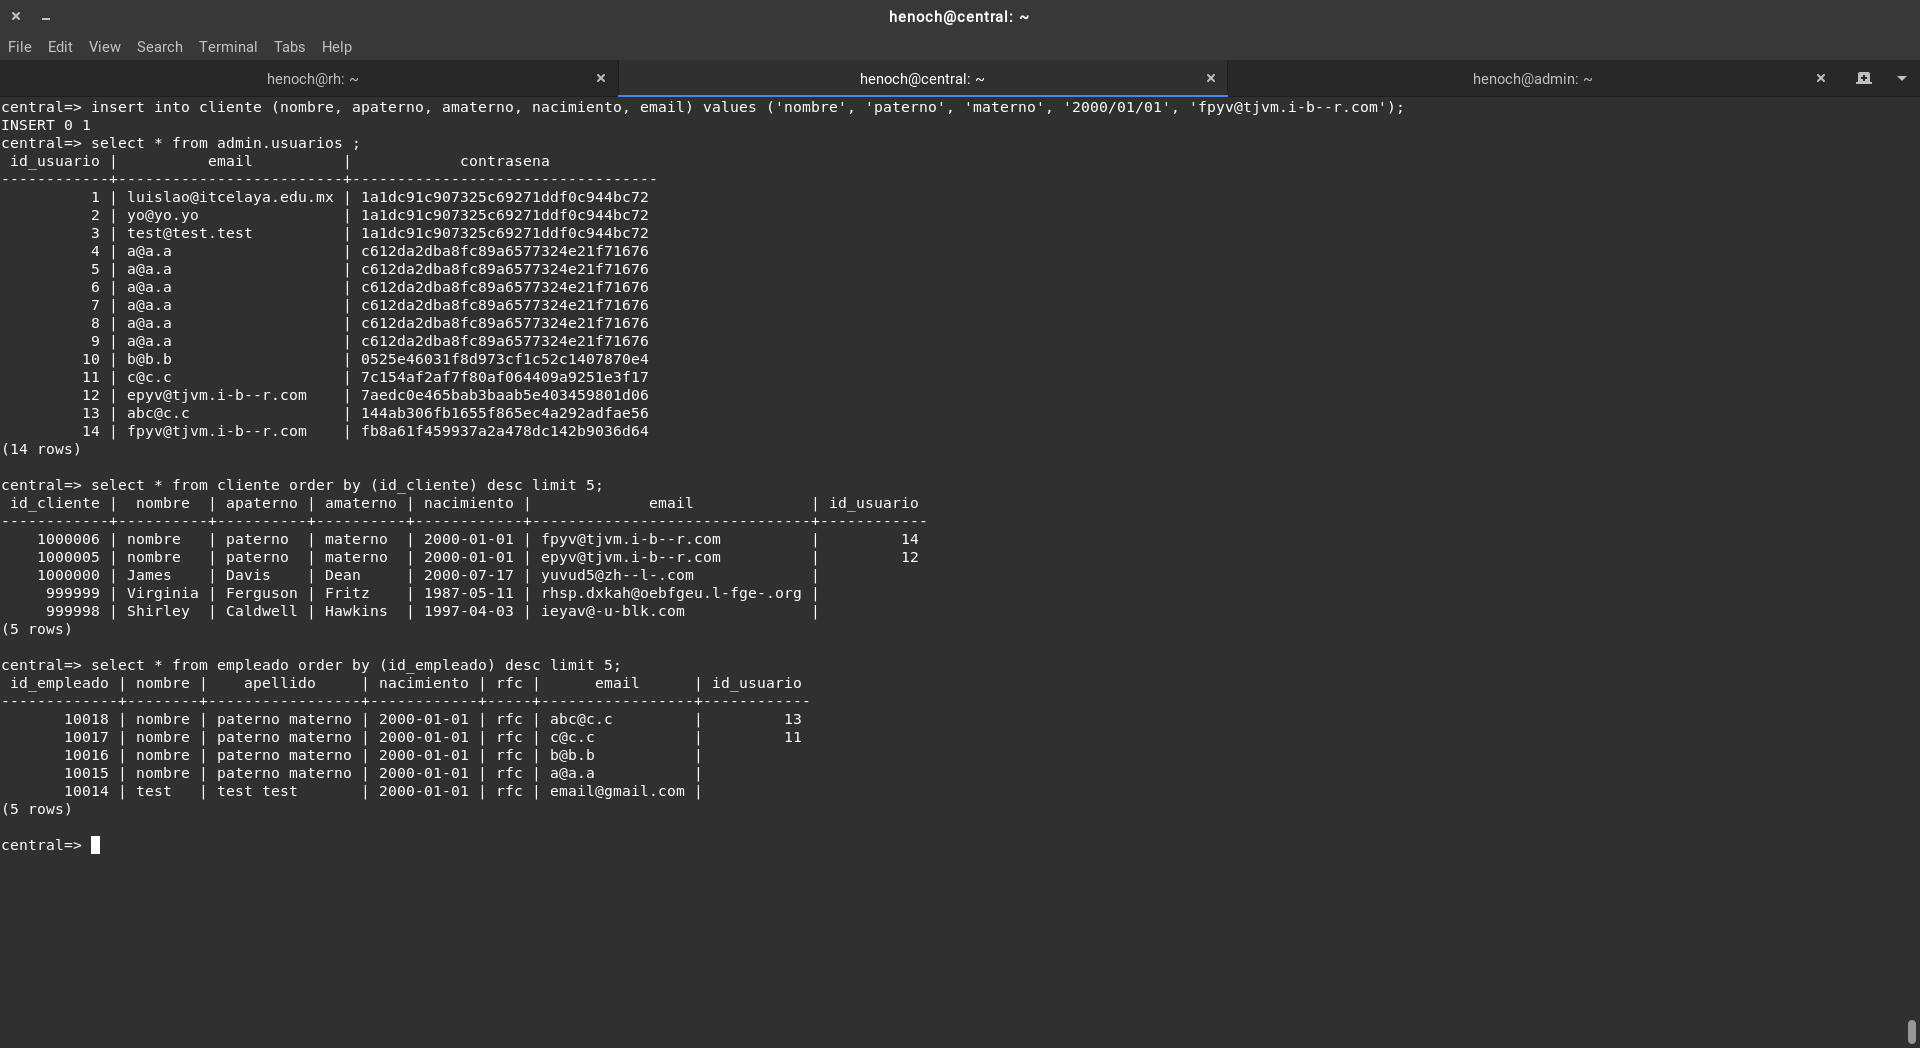 henoch@central: ~
File Edit View Search Terminal Tabs Help
henoch@rh: ~ henoch@central: ~ henoch@admin: ~
central=> insert into cliente (nombre, apaterno, amaterno, nacimiento, email) values ('nombre', 'paterno', 'materno', '2000/01/01', 'fpyv@tjvm.i-b--r.com');
INSERT 0 1
central=> select * from admin.usuarios ;
 id_usuario |          email          |            contrasena
------------+-------------------------+----------------------------------
          1 | luislao@itcelaya.edu.mx | 1a1dc91c907325c69271ddf0c944bc72
          2 | yo@yo.yo                | 1a1dc91c907325c69271ddf0c944bc72
          3 | test@test.test          | 1a1dc91c907325c69271ddf0c944bc72
          4 | a@a.a                   | c612da2dba8fc89a6577324e21f71676
          5 | a@a.a                   | c612da2dba8fc89a6577324e21f71676
          6 | a@a.a                   | c612da2dba8fc89a6577324e21f71676
          7 | a@a.a                   | c612da2dba8fc89a6577324e21f71676
          8 | a@a.a                   | c612da2dba8fc89a6577324e21f71676
          9 | a@a.a                   | c612da2dba8fc89a6577324e21f71676
         10 | b@b.b                   | 0525e46031f8d973cf1c52c1407870e4
         11 | c@c.c                   | 7c154af2af7f80af064409a9251e3f17
         12 | epyv@tjvm.i-b--r.com    | 7aedc0e465bab3baab5e403459801d06
         13 | abc@c.c                 | 144ab306fb1655f865ec4a292adfae56
         14 | fpyv@tjvm.i-b--r.com    | fb8a61f459937a2a478dc142b9036d64
(14 rows)
central=> select * from cliente order by (id_cliente) desc limit 5;
 id_cliente |  nombre  | apaterno | amaterno | nacimiento |             email             | id_usuario
------------+----------+----------+----------+------------+-------------------------------+------------
    1000006 | nombre   | paterno  | materno  | 2000-01-01 | fpyv@tjvm.i-b--r.com          |         14
    1000005 | nombre   | paterno  | materno  | 2000-01-01 | epyv@tjvm.i-b--r.com          |         12
    1000000 | James    | Davis    | Dean     | 2000-07-17 | yuvud5@zh--l-.com             |
     999999 | Virginia | Ferguson | Fritz    | 1987-05-11 | rhsp.dxkah@oebfgeu.l-fge-.org |
     999998 | Shirley  | Caldwell | Hawkins  | 1997-04-03 | ieyav@-u-blk.com              |
(5 rows)
central=> select * from empleado order by (id_empleado) desc limit 5;
 id_empleado | nombre |    apellido     | nacimiento | rfc |      email      | id_usuario
-------------+--------+-----------------+------------+-----+-----------------+------------
       10018 | nombre | paterno materno | 2000-01-01 | rfc | abc@c.c         |         13
       10017 | nombre | paterno materno | 2000-01-01 | rfc | c@c.c           |         11
       10016 | nombre | paterno materno | 2000-01-01 | rfc | b@b.b           |
       10015 | nombre | paterno materno | 2000-01-01 | rfc | a@a.a           |
       10014 | test   | test test       | 2000-01-01 | rfc | email@gmail.com |
(5 rows)
central=>